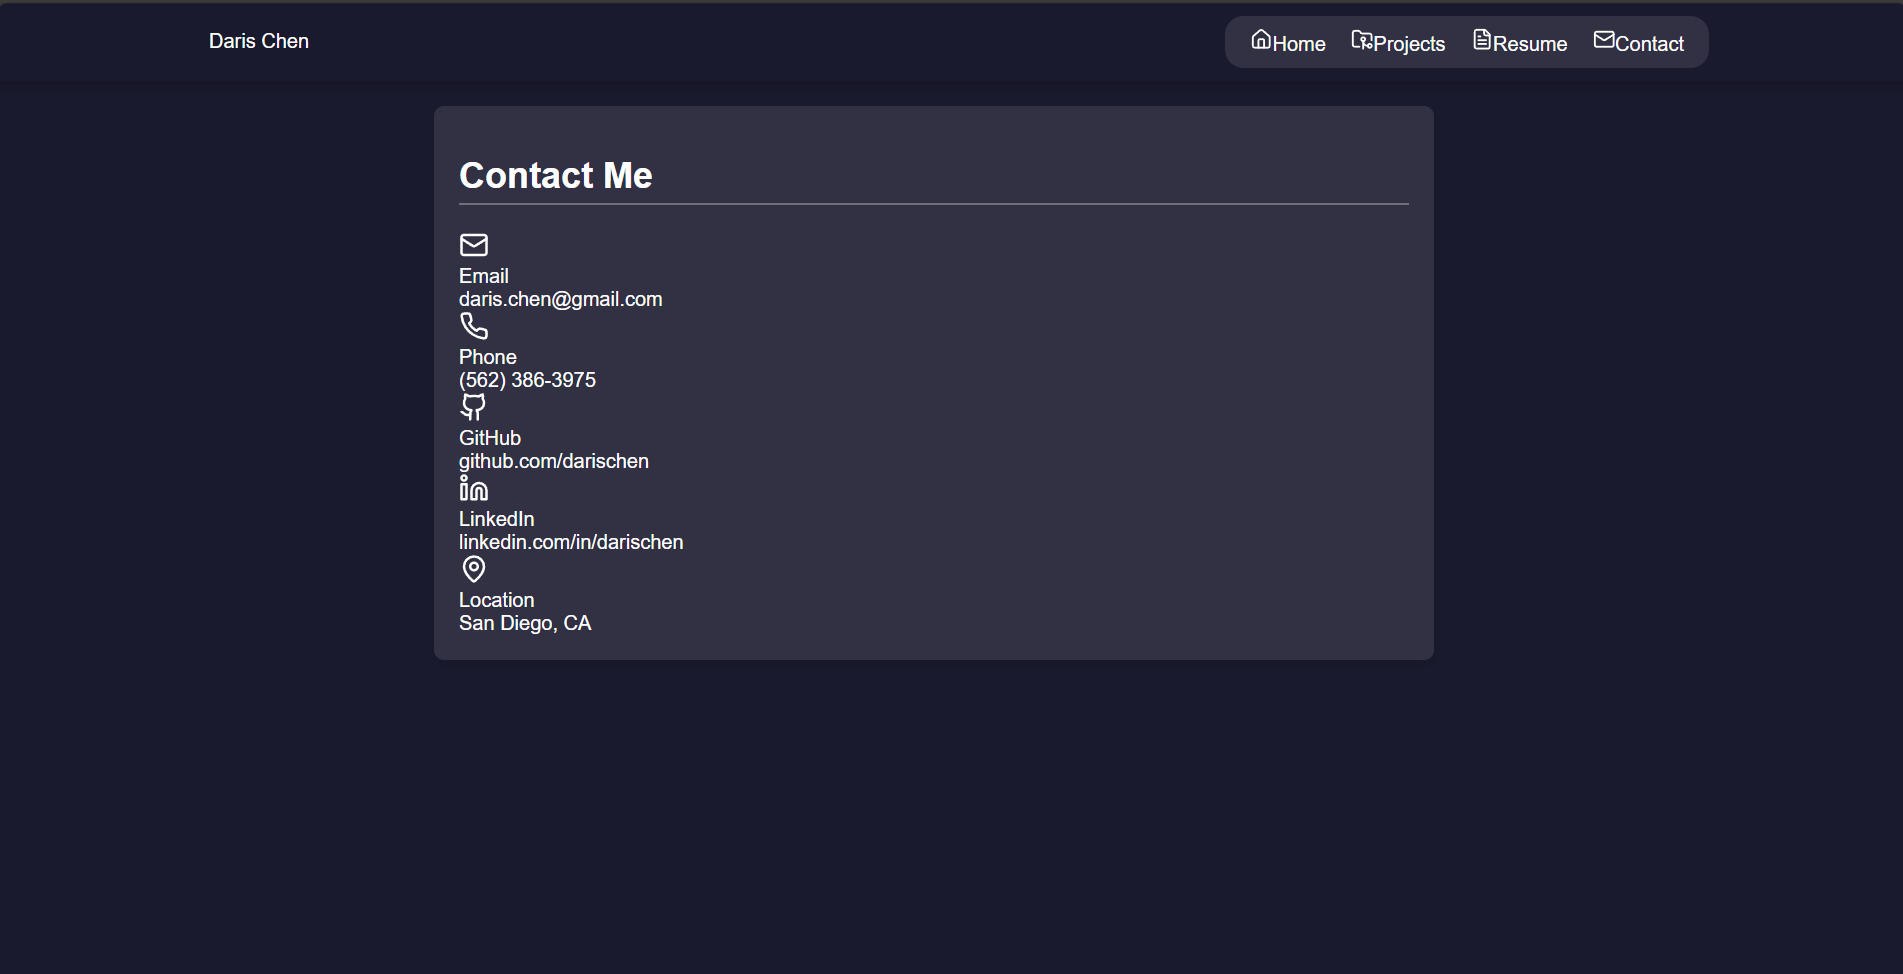 Daris Chen
Home Projects Resume Contact
Contact Me
Email
daris.chen@gmail.com
Phone
(562) 386-3975
GitHub
github.com/darischen
LinkedIn
linkedin.com/in/darischen
Location
San Diego, CA